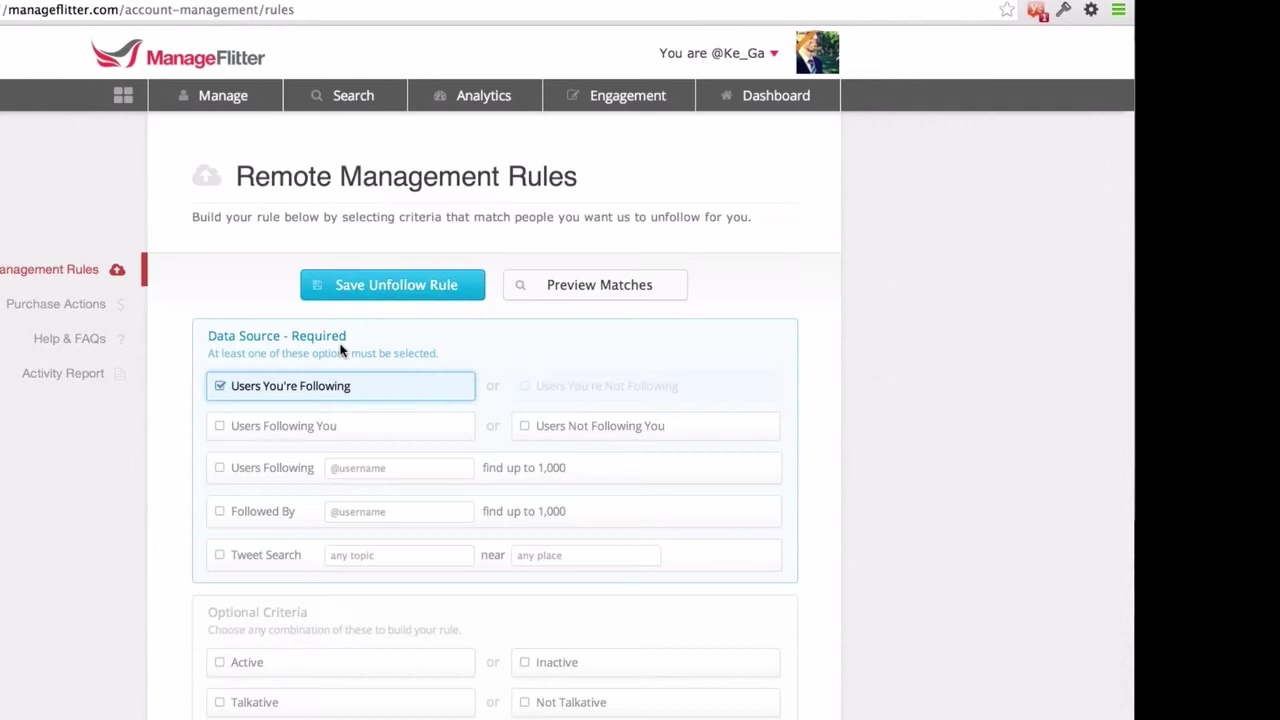 /manageflitter.com/account-management/rules
1
ManageFlitter
You are @Ke_Ga
Manage Search Analytics Engagement Dashboard
Remote Management Rules
Build your rule below by selecting criteria that match people you want us to unfollow for you.
anagement Rules
Purchase Actions $
Help & FAQs ?
Activity Report
Save Unfollow Rule Preview Matches
Data Source - Required
At least one of these options must be selected.
Users You're Following or Users You're Not Following
Users Following You or Users Not Following You
Users Following @username find up to 1,000
Followed By @username find up to 1,000
Tweet Search any topic near any place
Optional Criteria
Choose any combination of these to build your rule.
Active or Inactive
Talkative or Not Talkative